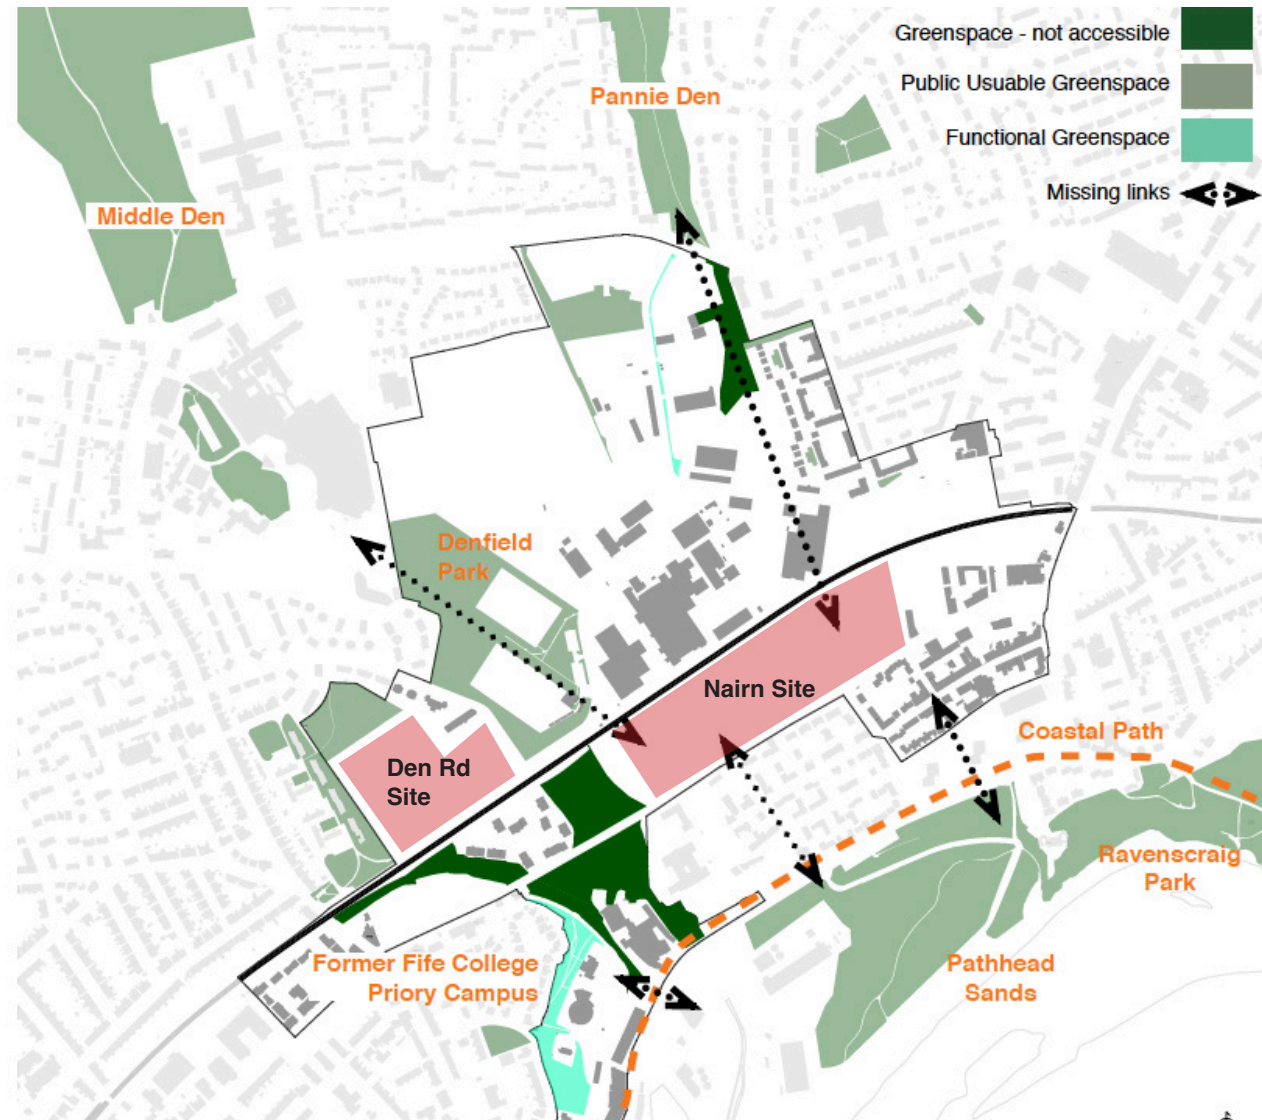 Greenspace - not accessible
Public Usuable Greenspace
Functional Greenspace
Missing links
Pannie Den
Middle Den
Denfield
Park
Nairn Site
Den Rd
Site
Coastal Path
Ravenscraig
Park
Pathhead
Sands
Former Fife College
Priory Campus